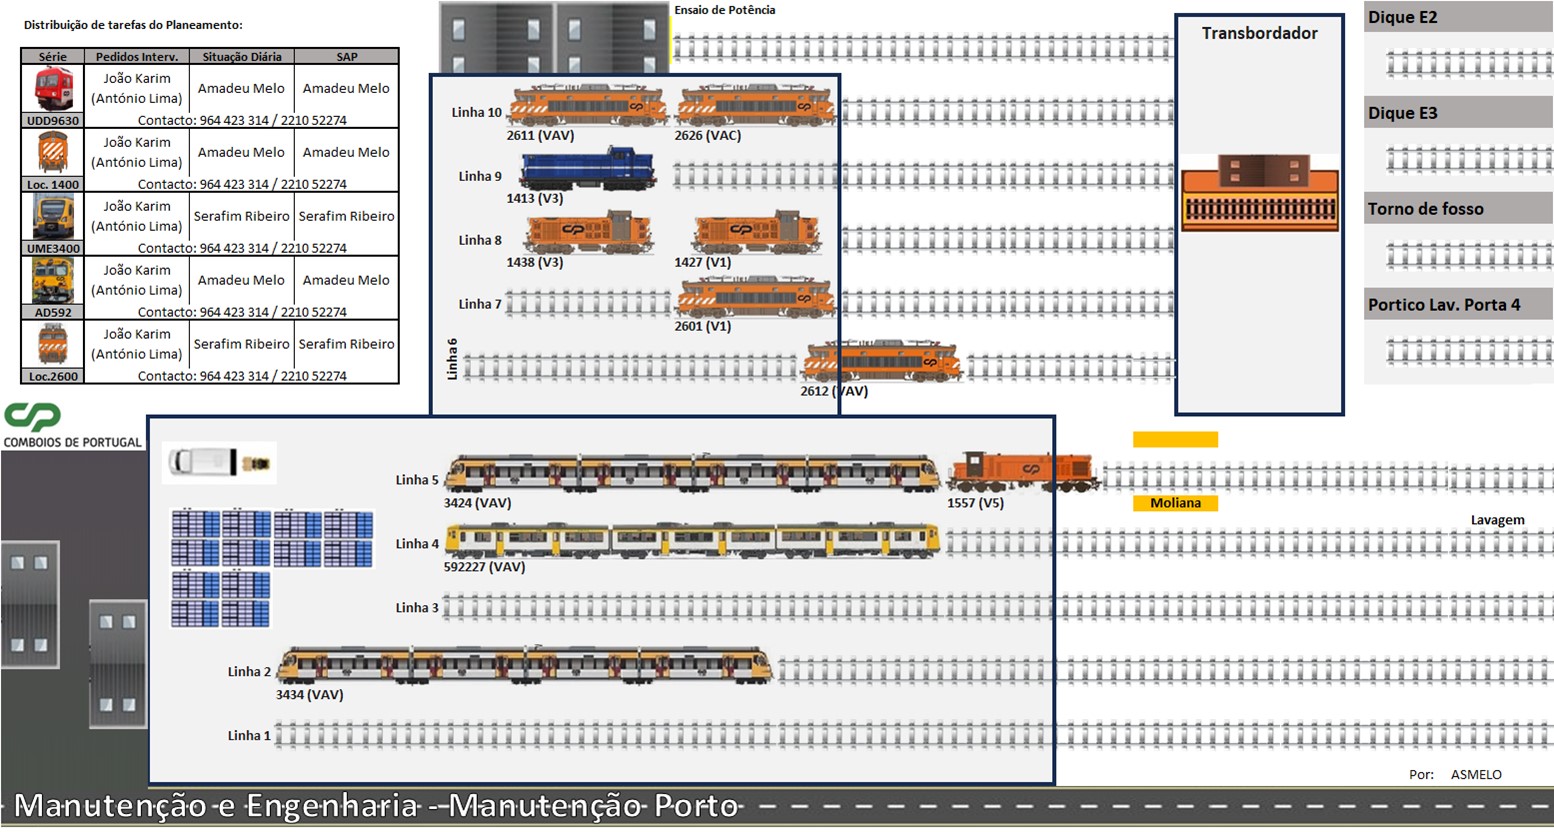 Distribuição de tarefas do Planeamento:
Série Pedidos Interv. Situação Diária SAP
João Karim
(António Lima) Amadeu Melo Amadeu Melo
UDD9630 Contacto: 964 423 314 / 2210 52274
João Karim
(António Lima) Amadeu Melo Amadeu Melo
Loc. 1400 Contacto: 964 423 314 / 2210 52274
João Karim
(António Lima) Serafim Ribeiro Serafim Ribeiro
UME3400 Contacto: 964 423 314 / 2210 52274
João Karim
(António Lima) Amadeu Melo Amadeu Melo
AD592 Contacto: 964 423 314 / 2210 52274
João Karim
(António Lima) Serafim Ribeiro Serafim Ribeiro
Loc.2600 Contacto: 964 423 314 / 2210 52274
CP
COMBOIOS DE PORTUGAL
Ensaio de Potência
Linha 10
2611 (VAV) 2626 (VAC)
Linha 9
1413 (V3)
Linha 8
1438 (V3) 1427 (V1)
Linha 7
2601 (V1)
Linha 6
2612 (VAV)
Transbordador
Dique E2
Dique E3
Torno de fosso
Portico Lav. Porta 4
Linha 5
3424 (VAV) 1557 (V5)
Moliana
Lavagem
Linha 4
592227 (VAV)
Linha 3
Linha 2
3434 (VAV)
Linha 1
Por: ASMELO
Manutenção e Engenharia - Manutenção Porto